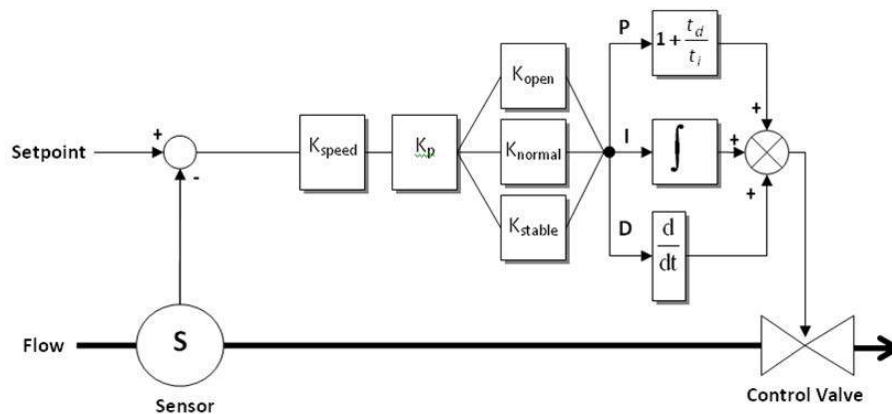 P
1 + t_d / t_i
+
K_open
+
Setpoint
K_speed
K_p
K_normal
I
∫
+
-
+
K_stable
D
d/dt
Flow
S
Sensor
Control Valve